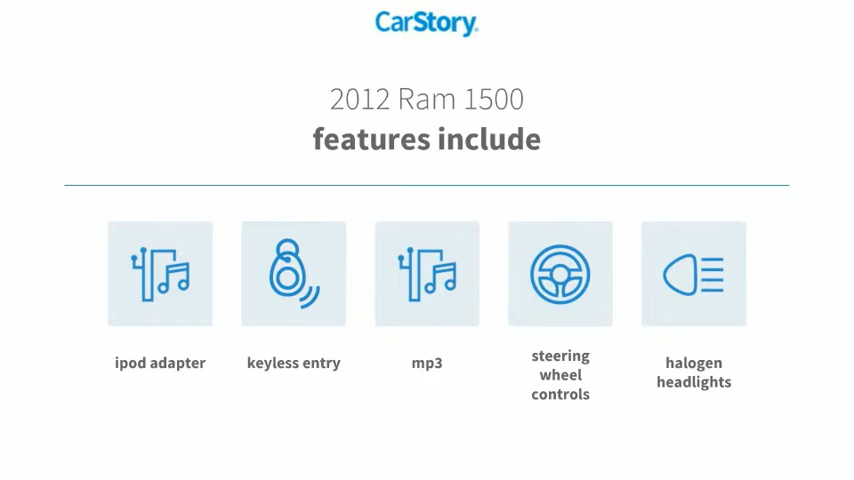 CarStory
2012 Ram 1500
features include
ipod adapter
keyless entry
mp3
steering
wheel
controls
halogen
headlights